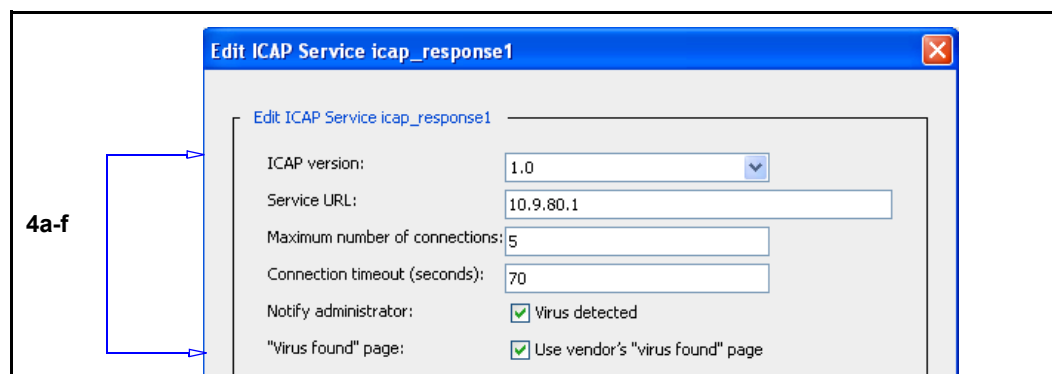 Edit ICAP Service icap_response1
Edit ICAP Service icap_response1
ICAP version: 1.0
Service URL: 10.9.80.1
4a-f
Maximum number of connections: 5
Connection timeout (seconds): 70
Notify administrator: Virus detected
"Virus found" page: Use vendor's "virus found" page